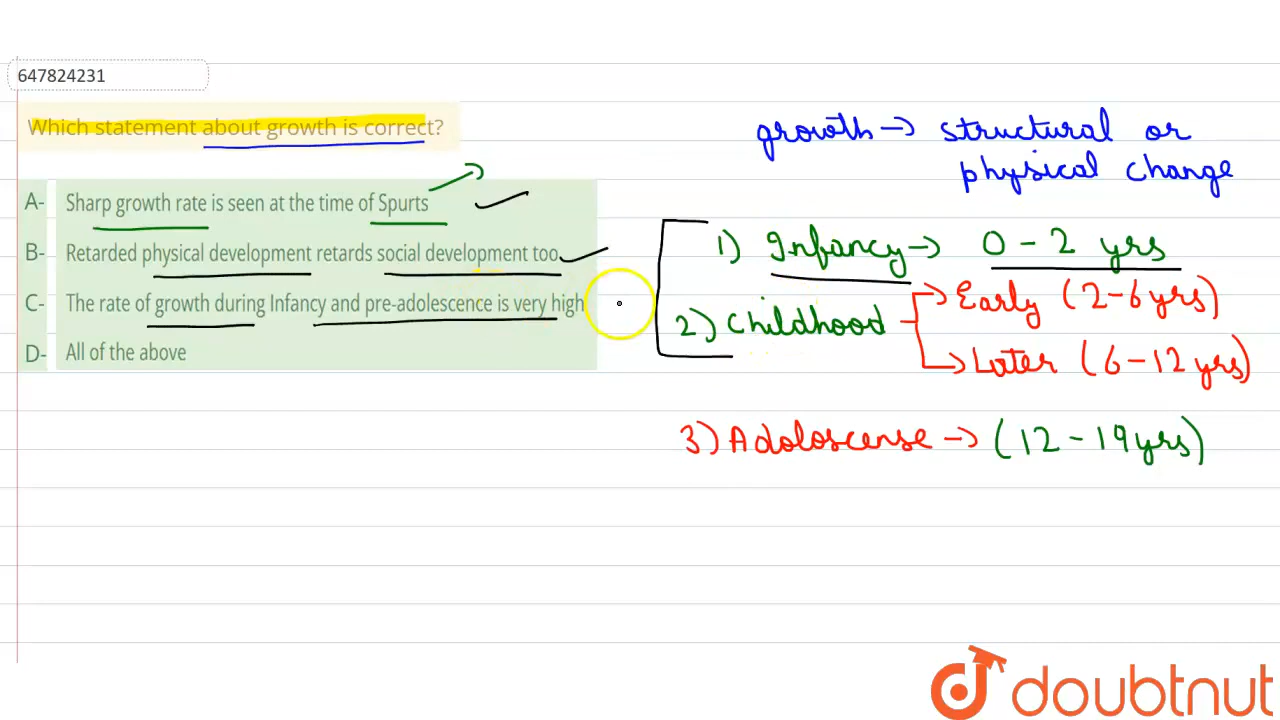 647824231
Which statement about growth is correct?
A- Sharp growth rate is seen at the time of Spurts
B- Retarded physical development retards social development too
C- The rate of growth during Infancy and pre-adolescence is very high
D- All of the above
growth → structural or
physical change
1) Infancy → 0 - 2 yrs
2) Childhood → Early (2-6 yrs)
→ Later (6-12 yrs)
3) Adoloscense → (12-19 yrs)
doubtnut